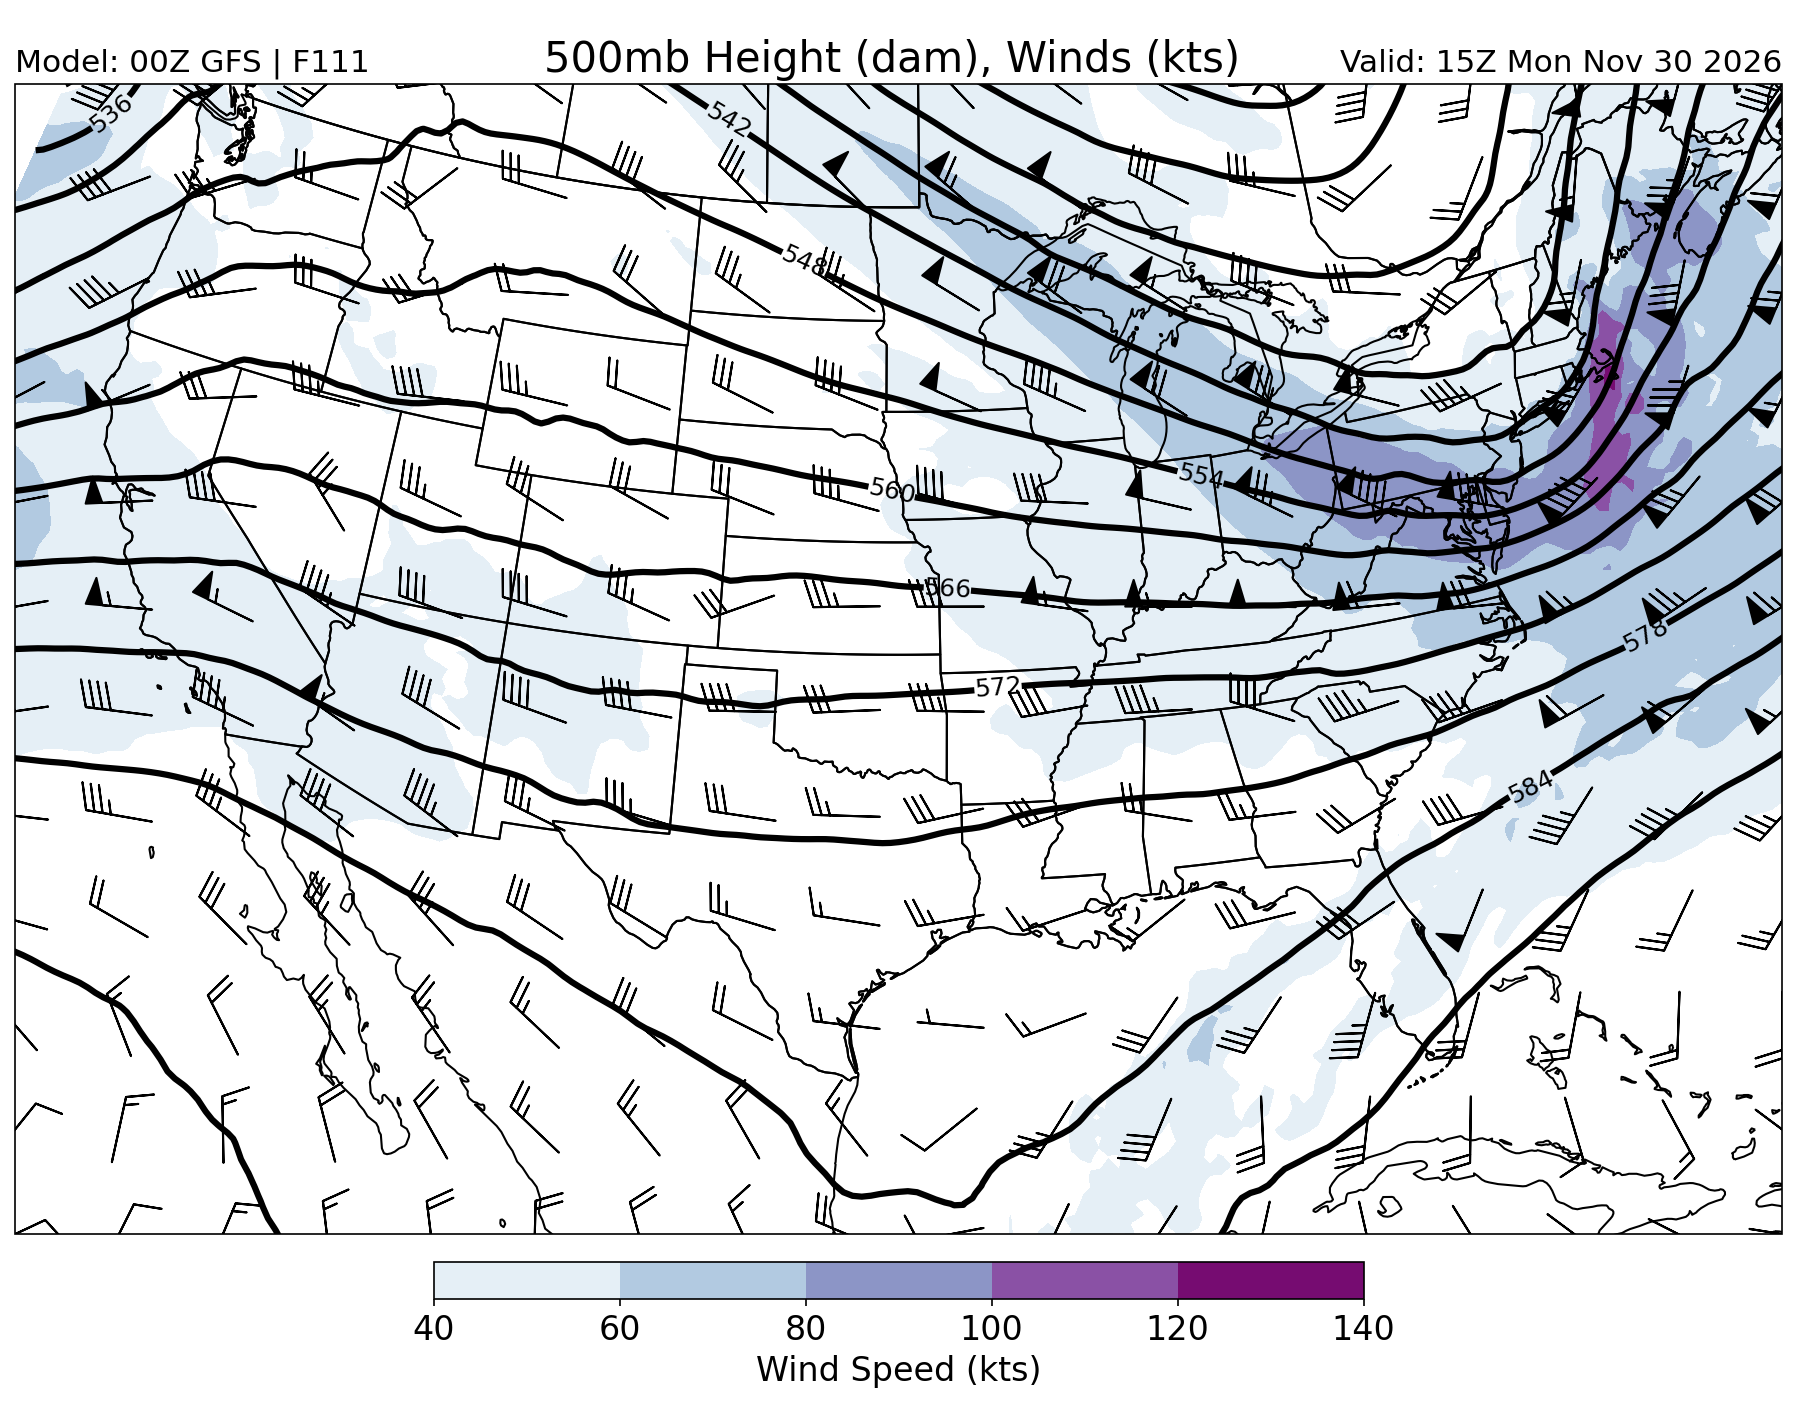 Model: 00Z GFS | F111
500mb Height (dam), Winds (kts)
Valid: 15Z Mon Nov 30 2026
536
542
548
554
560
566
572
578
584
40 60 80 100 120 140
Wind Speed (kts)